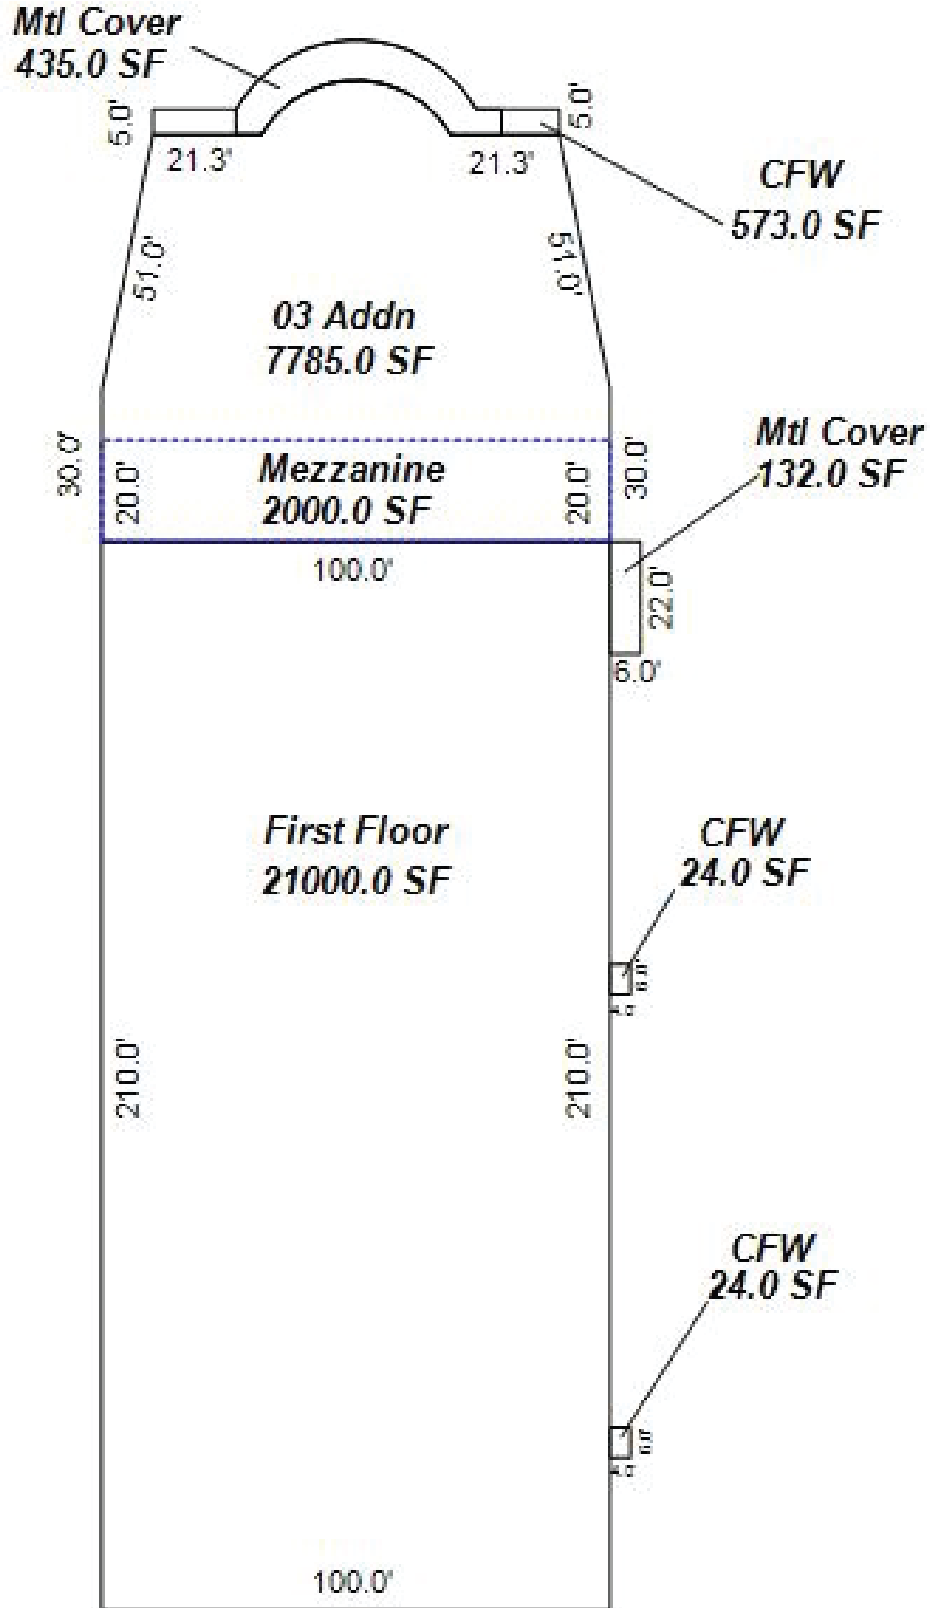 Mtl Cover
435.0 SF
5.0'
5.0'
21.3'
21.3'
CFW
573.0 SF
51.0'
51.0'
03 Addn
7785.0 SF
Mtl Cover
132.0 SF
30.0'
20.0'
Mezzanine
2000.0 SF
20.0'
30.0'
100.0'
22.0'
6.0'
First Floor
21000.0 SF
CFW
24.0 SF
210.0'
210.0'
CFW
24.0 SF
100.0'